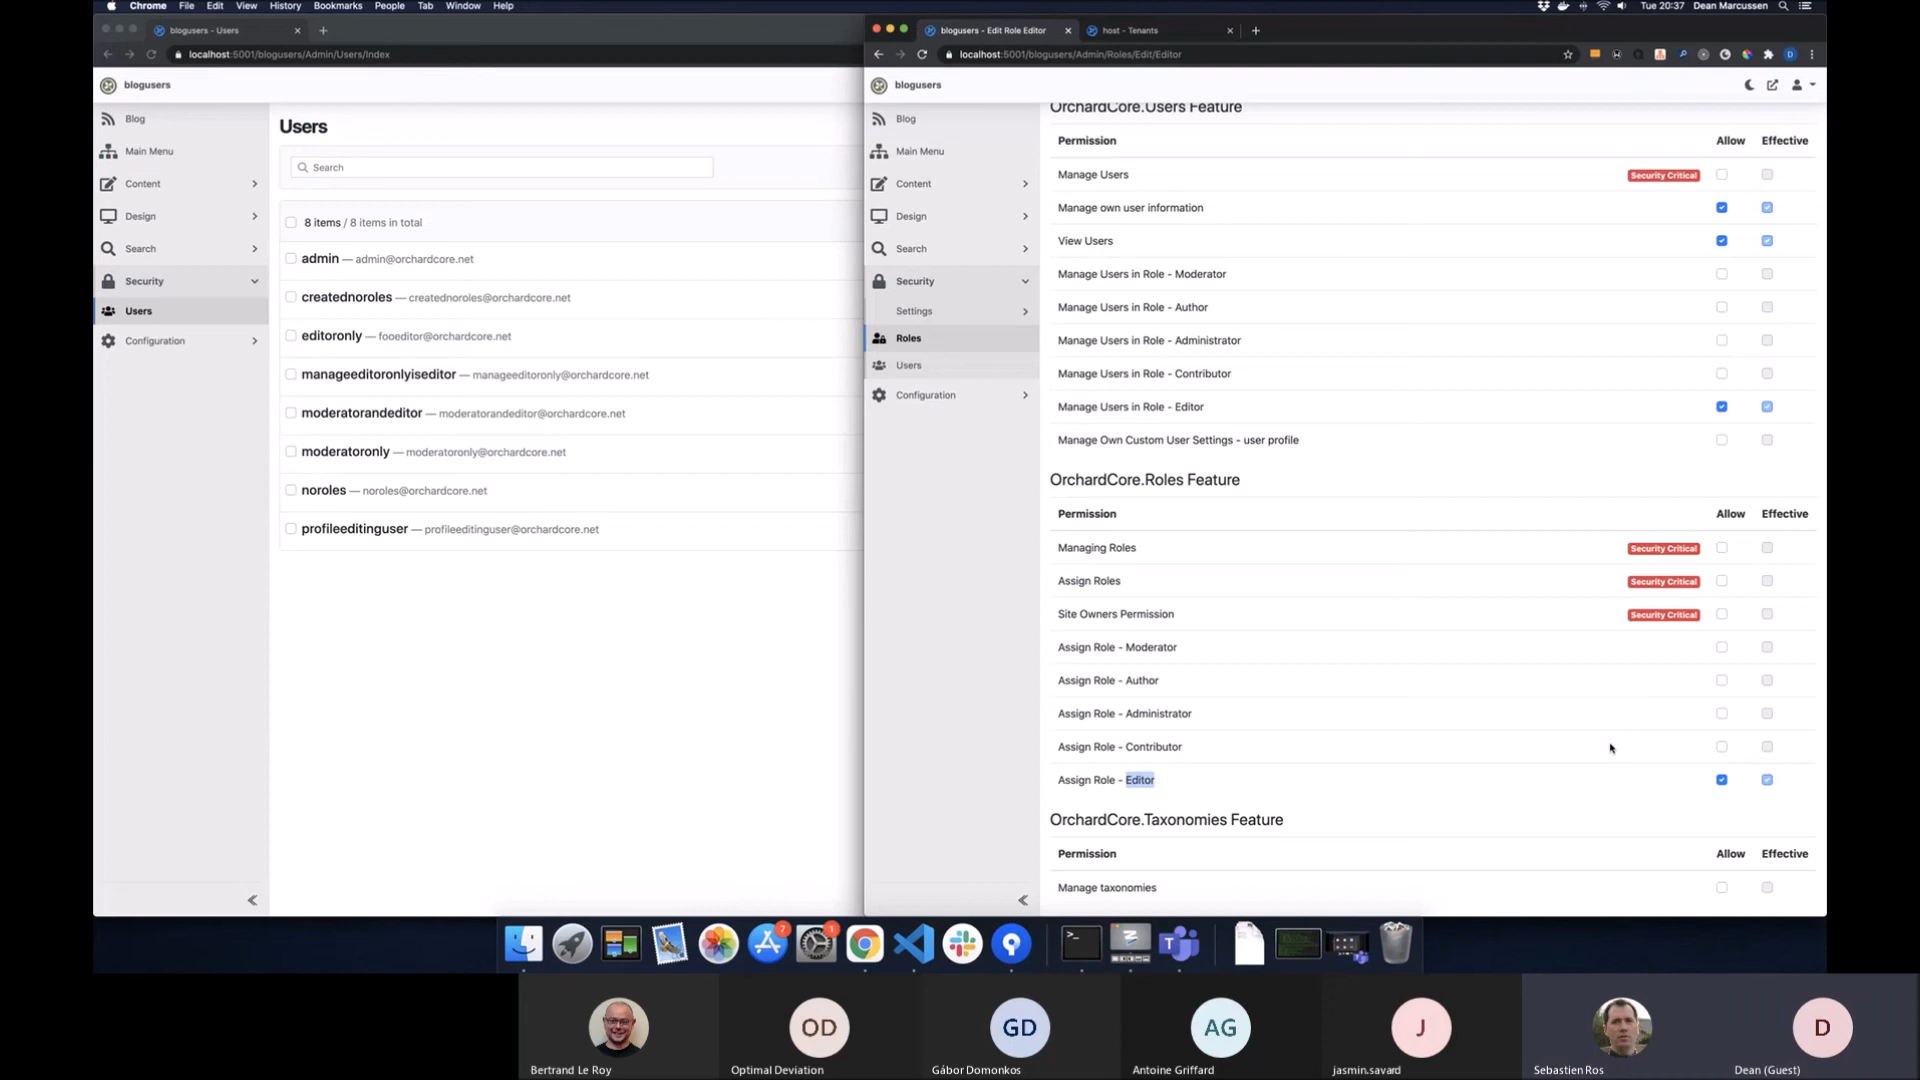 Chrome File Edit View History Bookmarks People Tab Window Help
Tue 20:37 Dean Marcussen
blogusers - Users
localhost:5001/blogusers/Admin/Users/Index
blogusers
Blog
Main Menu
Content
Design
Search
Security
Users
Configuration
Users
Search
8 items / 8 items in total
admin — admin@orchardcore.net
creatednoroles — creatednoroles@orchardcore.net
editoronly — fooeditor@orchardcore.net
manageeditoronlyiseditor — manageeditoronly@orchardcore.net
moderatorandeditor — moderatorandeditor@orchardcore.net
moderatoronly — moderatoronly@orchardcore.net
noroles — noroles@orchardcore.net
profileeditinguser — profileeditinguser@orchardcore.net
blogusers - Edit Role Editor
host - Tenants
localhost:5001/blogusers/Admin/Roles/Edit/Editor
D
blogusers
Blog
Main Menu
Content
Design
Search
Security
Settings
Roles
Users
Configuration
OrchardCore.Users Feature
Permission Allow Effective
Manage Users Security Critical
Manage own user information
View Users
Manage Users in Role - Moderator
Manage Users in Role - Author
Manage Users in Role - Administrator
Manage Users in Role - Contributor
Manage Users in Role - Editor
Manage Own Custom User Settings - user profile
OrchardCore.Roles Feature
Permission Allow Effective
Managing Roles Security Critical
Assign Roles Security Critical
Site Owners Permission Security Critical
Assign Role - Moderator
Assign Role - Author
Assign Role - Administrator
Assign Role - Contributor
Assign Role - Editor
OrchardCore.Taxonomies Feature
Permission Allow Effective
Manage taxonomies
7
1
OD
GD
AG
J
D
Bertrand Le Roy
Optimal Deviation
Gábor Domonkos
Antoine Griffard
jasmin.savard
Sebastien Ros
Dean (Guest)